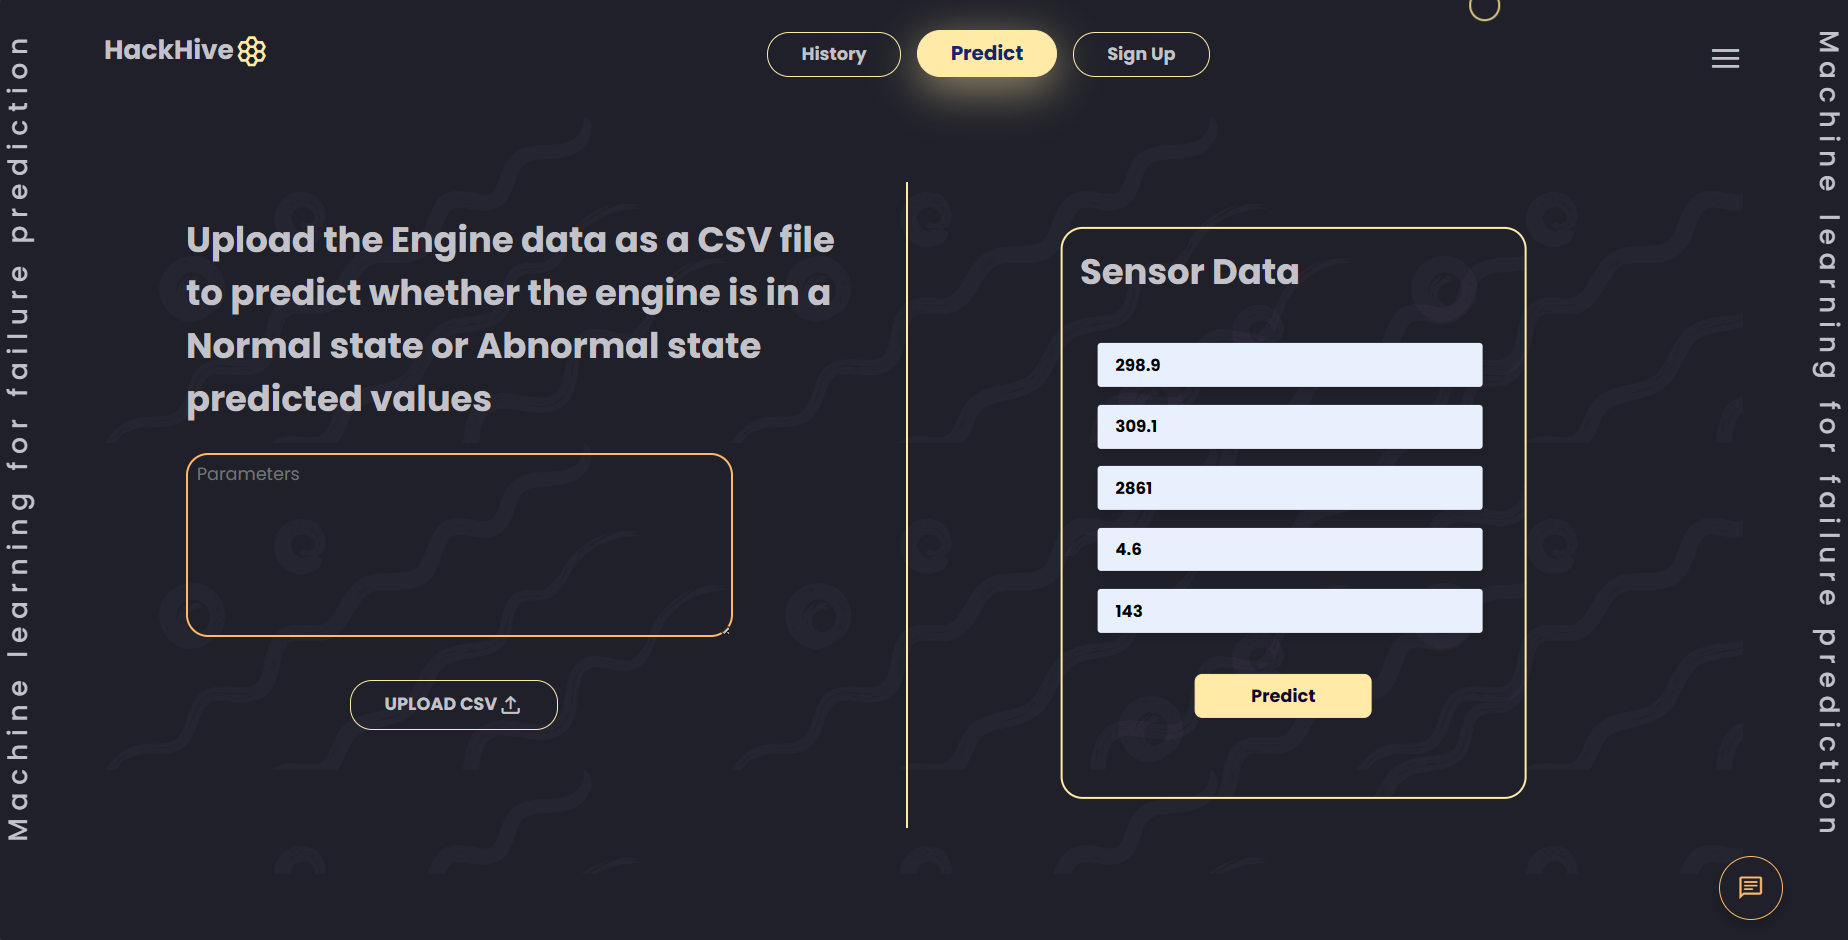 HackHive
History
Predict
Sign Up
Machine learning for failure prediction
Upload the Engine data as a CSV file
to predict whether the engine is in a
Normal state or Abnormal state
predicted values
Parameters
UPLOAD CSV
Sensor Data
298.9
309.1
2861
4.6
143
Predict
Machine learning for failure prediction